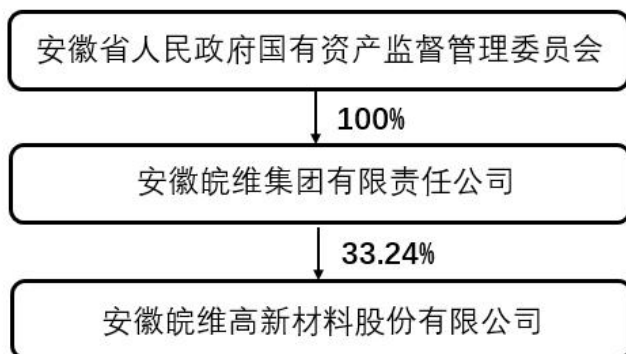 安徽省人民政府国有资产监督管理委员会
100%
安徽皖维集团有限责任公司
33.24%
安徽皖维高新材料股份有限公司